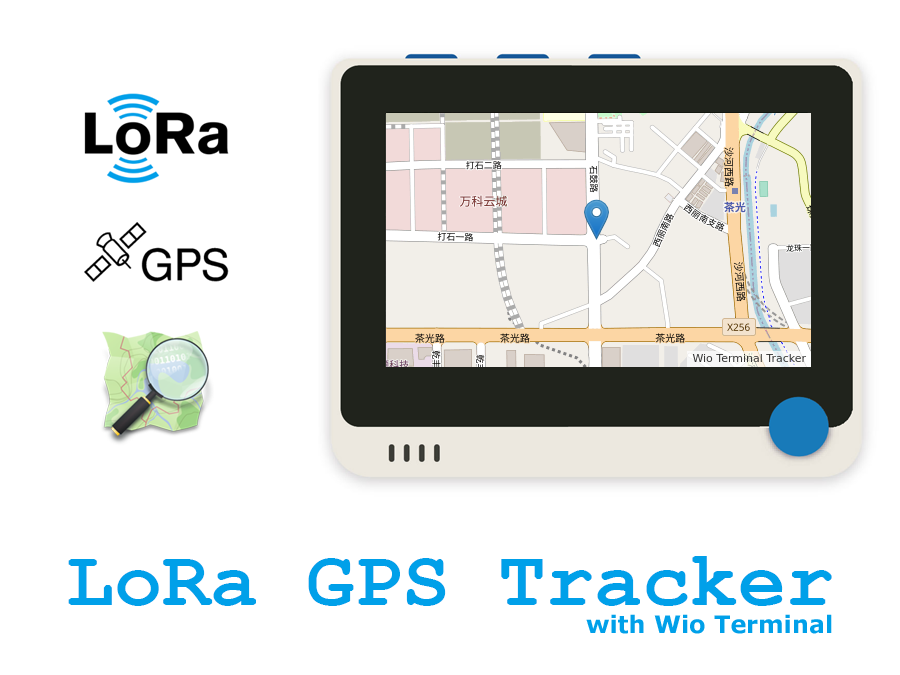 LoRa
GPS
打石二路
石鼓路
沙河西路
万科云城
茶光
西丽南支路
西丽南路
打石一路
龙珠一
沙河西路
X256
茶光路
茶光路
茶光路
科技
Wio Terminal Tracker
LoRa GPS Tracker
with Wio Terminal